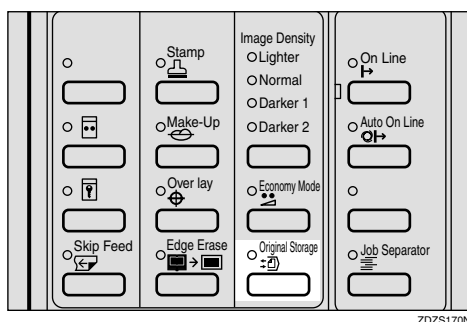 Stamp
Make-Up
Over lay
Skip Feed
Edge Erase
Image Density
Lighter
Normal
Darker 1
Darker 2
Economy Mode
Original Storage
On Line
Auto On Line
Job Separator
ZDZS170N